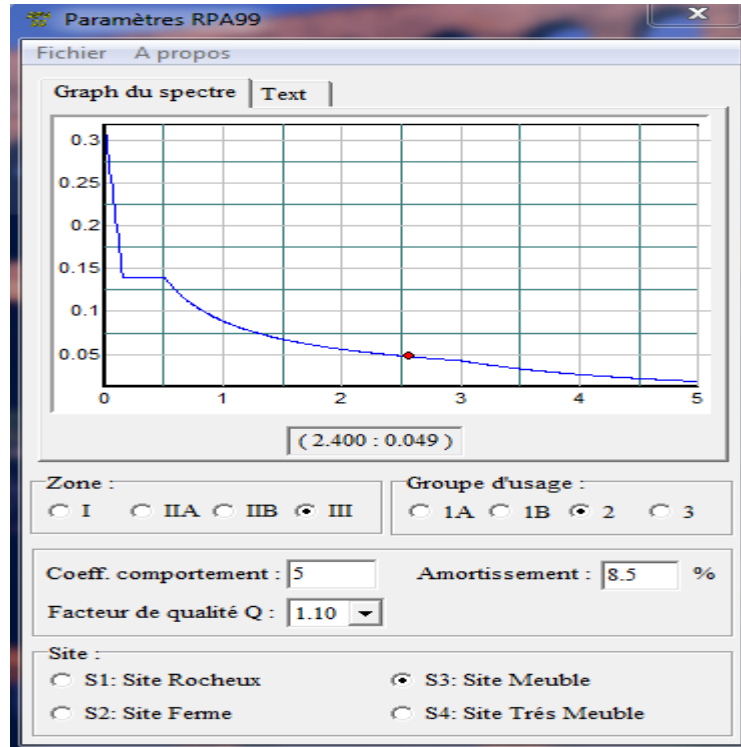 Paramètres RPA99
Fichier A propos
Graph du spectre Text
0.3
0.25
0.2
0.15
0.1
0.05
0 1 2 3 4 5
( 2.400 : 0.049 )
Zone : Groupe d'usage :
I IIA IIB III 1A 1B 2 3
Coeff. comportement : 5 Amortissement : 8.5 %
Facteur de qualité Q : 1.10
Site :
S1: Site Rocheux S3: Site Meuble
S2: Site Ferme S4: Site Trés Meuble